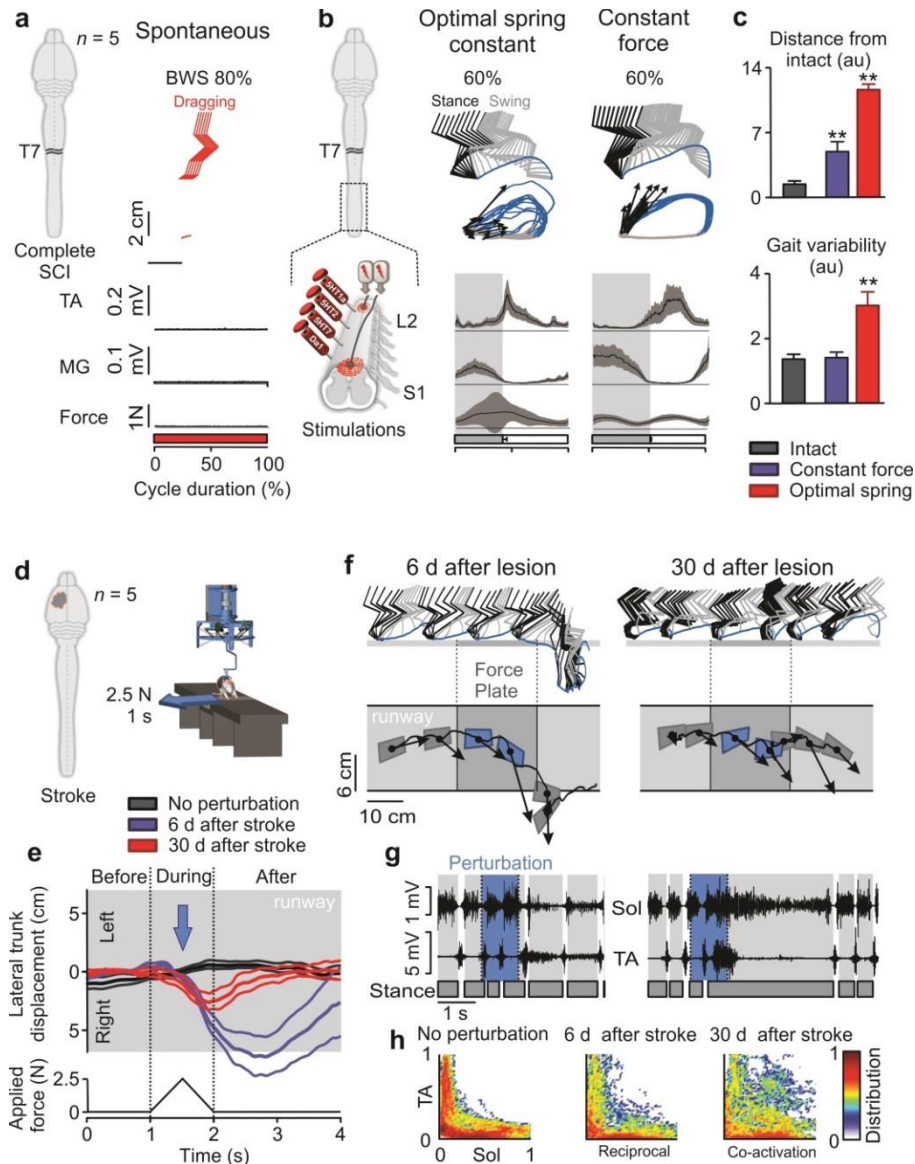 a
n = 5
Spontaneous
BWS 80%
Dragging
T7
2 cm
Complete
SCI
TA
0.2
mV
MG
0.1
mV
Force
1N
0 50 100
Cycle duration (%)
b
T7
5HT1a
5HT2
5HT7
Da1
L2
S1
Stimulations
Optimal spring
constant
60%
Stance Swing
Constant
force
60%
c
Distance from
intact (au)
14
7
0
**
**
Gait variability
(au)
4
2
0
**
Intact
Constant force
Optimal spring
d
n = 5
2.5 N
1 s
Stroke
No perturbation
6 d after stroke
30 d after stroke
e
Before During After
runway
Lateral trunk
displacement (cm)
Left
Right
5
0
5
Applied
force (N)
2.5
0
0 1 2 3 4
Time (s)
f
6 d after lesion
30 d after lesion
Force
Plate
runway
6 cm
10 cm
g
Perturbation
1 mV
5 mV
Sol
TA
Stance
1 s
h
No perturbation
6 d after stroke
30 d after stroke
TA
1
0
0 Sol 1
Reciprocal
Co-activation
1
0
Distribution